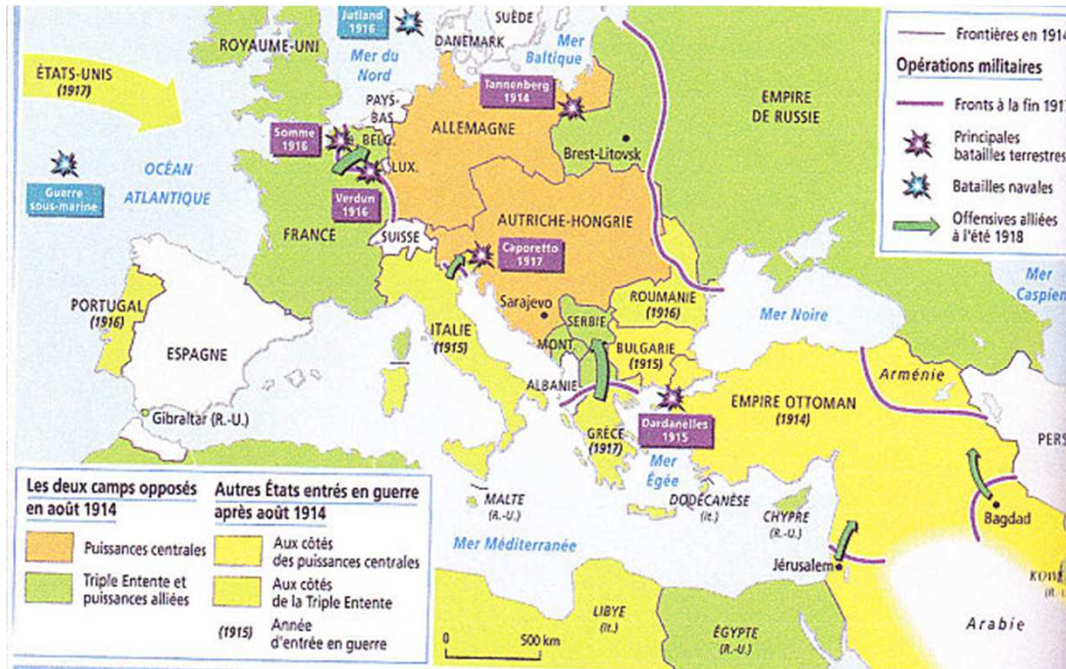 Jutland
1916
SUÈDE
ROYAUME-UNI
DANEMARK
Mer du
Nord
Mer
Baltique
ÉTATS-UNIS
(1917)
Tannenberg
1914
PAYS-
BAS
EMPIRE
DE RUSSIE
Somme
1916
BELG.
ALLEMAGNE
Brest-Litovsk
LUX.
OCÉAN
ATLANTIQUE
Guerre
sous-marine
Verdun
1916
AUTRICHE-HONGRIE
FRANCE
SUISSE
Caporetto
1917
Mer
Caspien
PORTUGAL
(1916)
Sarajevo
ROUMANIE
(1916)
Mer Noire
ITALIE
(1915)
SERBIE
MONT.
BULGARIE
(1915)
ESPAGNE
ALBANIE
Arménie
EMPIRE OTTOMAN
(1914)
Gibraltar (R.-U.)
Dardanelles
1915
GRÈCE
(1917)
PERS
Mer
Égée
MALTE
(R.-U.)
DODÉCANÈSE
(It.)
CHYPRE
(R.-U.)
Bagdad
Mer Méditerranée
Jérusalem
LIBYE
(It.)
ÉGYPTE
(R.-U.)
Arabie
KOWE
(R.-U
0 500 km
Frontières en 1914
Opérations militaires
Fronts à la fin 1917
Principales
batailles terrestres
Batailles navales
Offensives alliées
à l'été 1918
Les deux camps opposés
en août 1914
Puissances centrales
Triple Entente et
puissances alliées
Autres États entrés en guerre
après août 1914
Aux côtés
des puissances centrales
Aux côtés
de la Triple Entente
(1915) Année
d'entrée en guerre